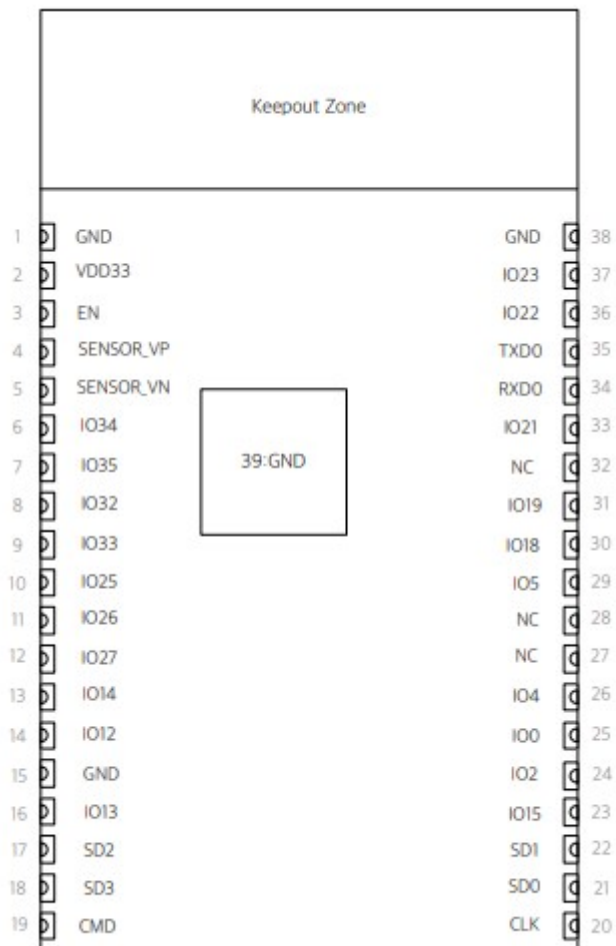 Keepout Zone
1 GND GND 38
2 VDD33 IO23 37
3 EN IO22 36
4 SENSOR_VP TXD0 35
5 SENSOR_VN RXD0 34
6 IO34 IO21 33
7 IO35 39:GND NC 32
8 IO32 IO19 31
9 IO33 IO18 30
10 IO25 IO5 29
11 IO26 NC 28
12 IO27 NC 27
13 IO14 IO4 26
14 IO12 IO0 25
15 GND IO2 24
16 IO13 IO15 23
17 SD2 SD1 22
18 SD3 SD0 21
19 CMD CLK 20